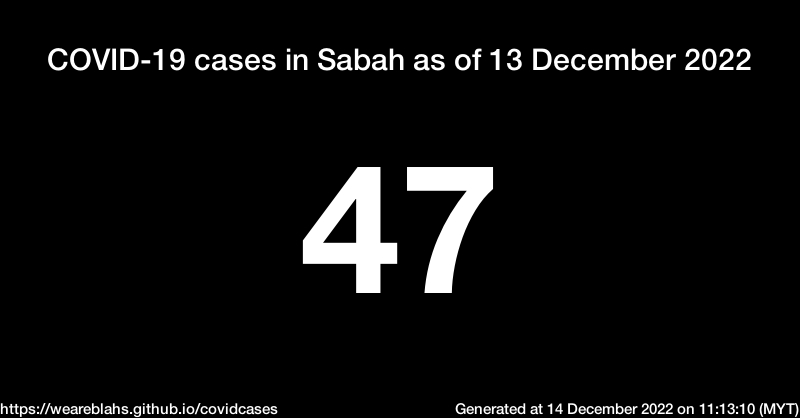 COVID-19 cases in Sabah as of 13 December 2022
47
https://weareblahs.github.io/covidcases
Generated at 14 December 2022 on 11:13:10 (MYT)